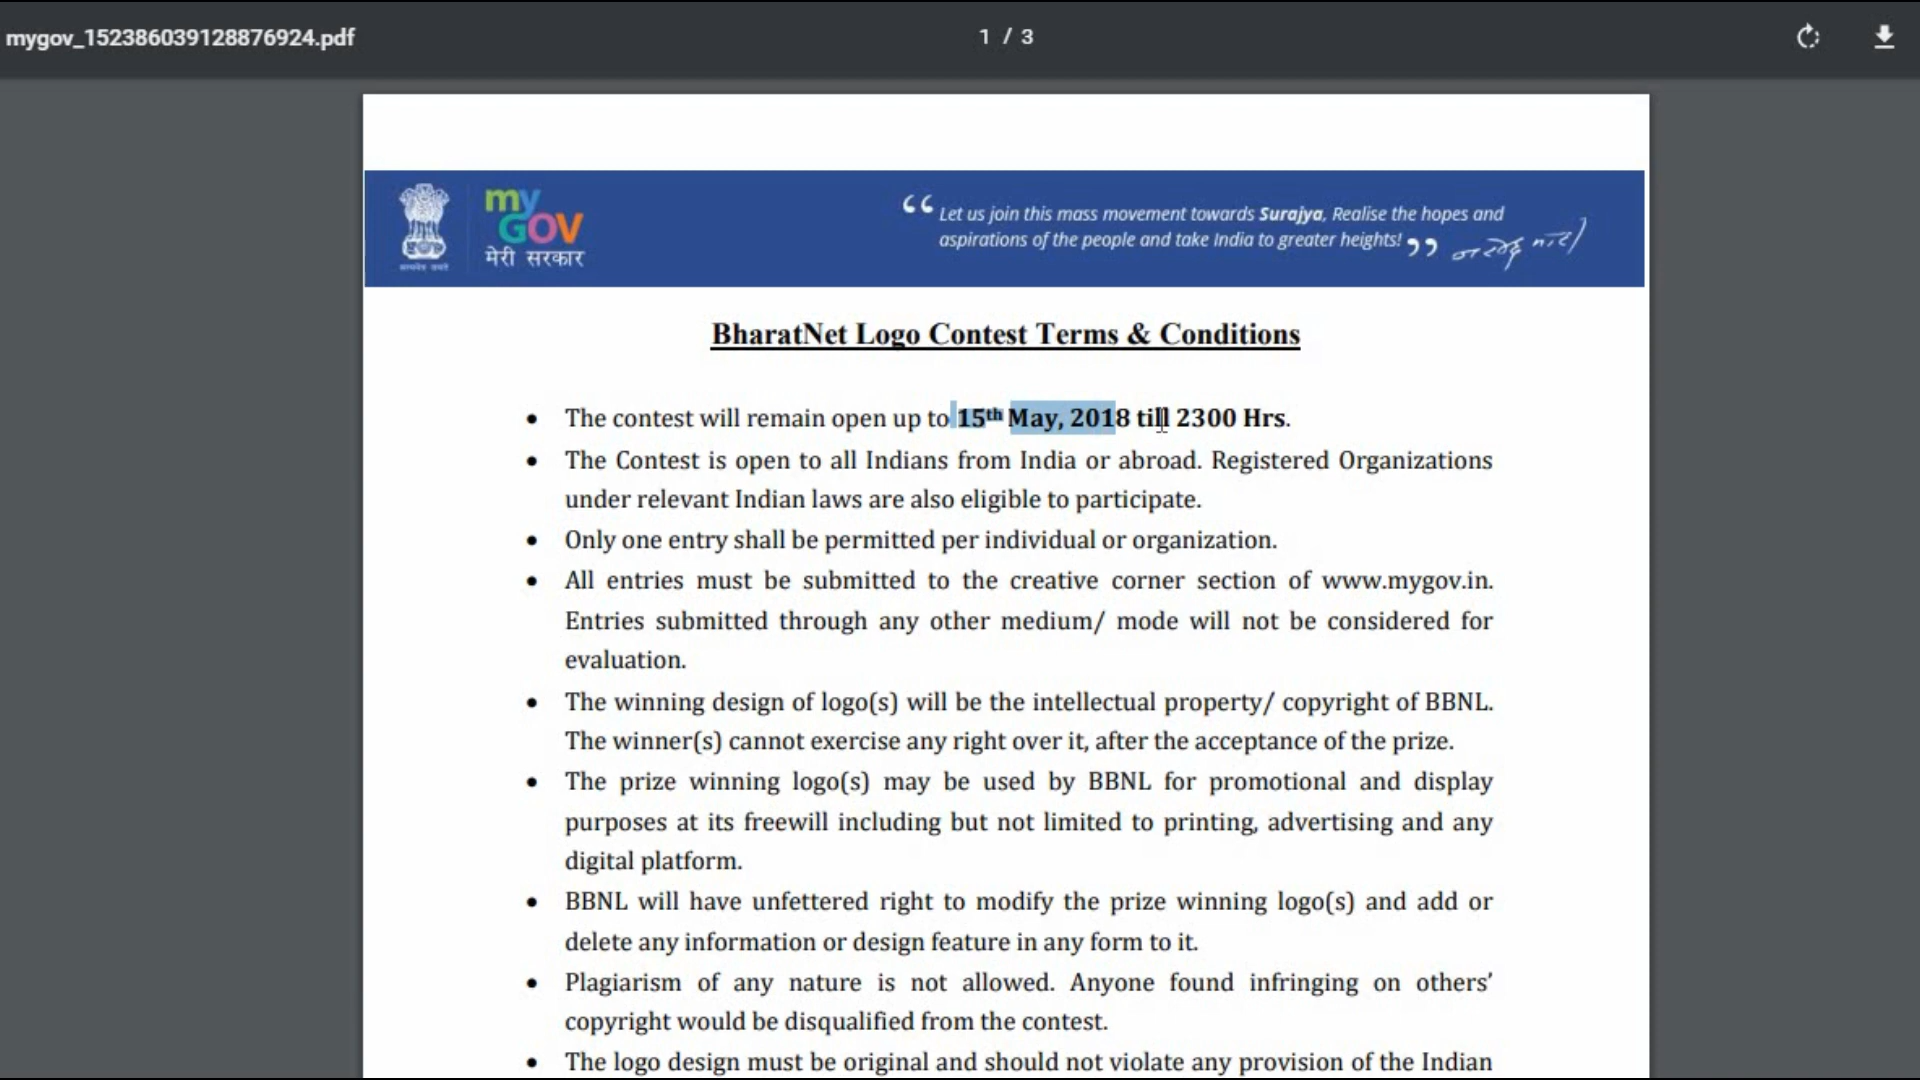 mygov_152386039128876924.pdf
1 / 3
my
GOV
मेरी सरकार
“ Let us join this mass movement towards Surajya, Realise the hopes and
aspirations of the people and take India to greater heights! ”
BharatNet Logo Contest Terms & Conditions
• The contest will remain open up to 15th May, 2018 till 2300 Hrs.
• The Contest is open to all Indians from India or abroad. Registered Organizations
under relevant Indian laws are also eligible to participate.
• Only one entry shall be permitted per individual or organization.
• All entries must be submitted to the creative corner section of www.mygov.in.
Entries submitted through any other medium/ mode will not be considered for
evaluation.
• The winning design of logo(s) will be the intellectual property/ copyright of BBNL.
The winner(s) cannot exercise any right over it, after the acceptance of the prize.
• The prize winning logo(s) may be used by BBNL for promotional and display
purposes at its freewill including but not limited to printing, advertising and any
digital platform.
• BBNL will have unfettered right to modify the prize winning logo(s) and add or
delete any information or design feature in any form to it.
• Plagiarism of any nature is not allowed. Anyone found infringing on others’
copyright would be disqualified from the contest.
• The logo design must be original and should not violate any provision of the Indian